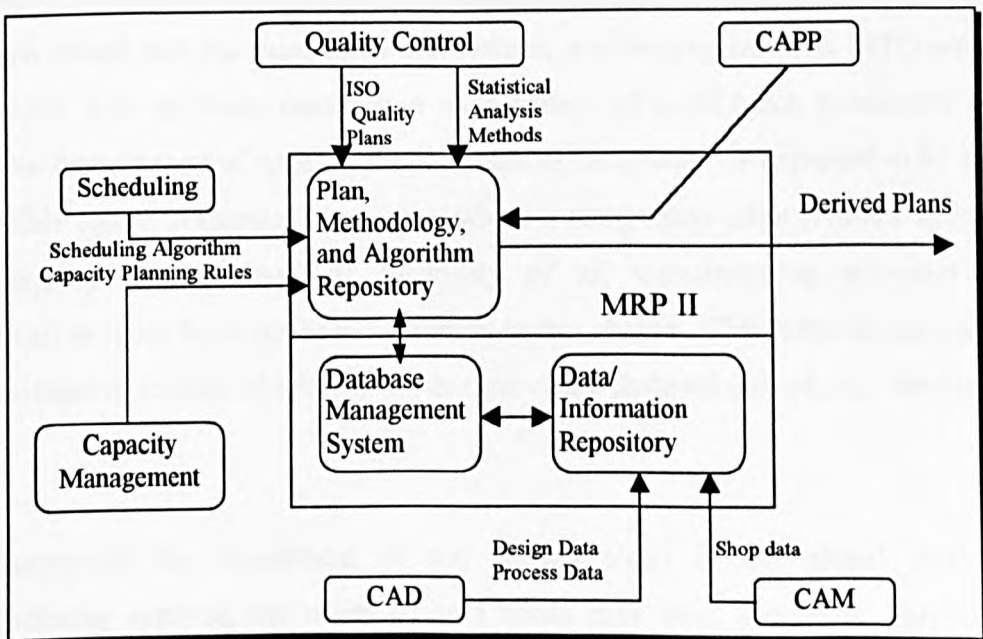 Quality Control
CAPP
ISO
Quality
Plans
Statistical
Analysis
Methods
Scheduling
Plan,
Methodology,
and Algorithm
Repository
Derived Plans
Scheduling Algorithm
Capacity Planning Rules
MRP II
Database
Management
System
Data/
Information
Repository
Capacity
Management
Design Data
Process Data
Shop data
CAD
CAM